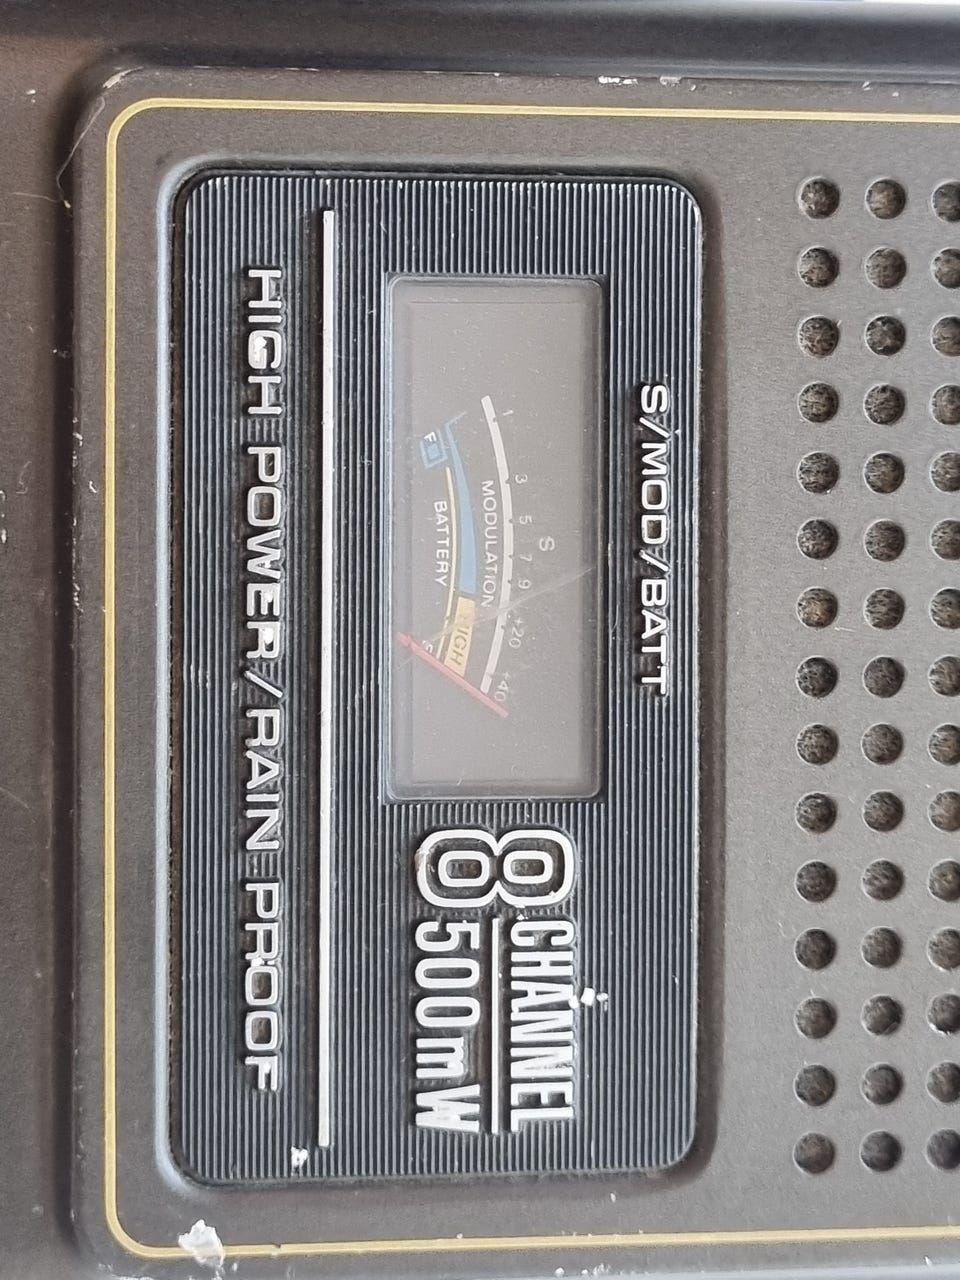 S/MOD/BATT
S
1 3 5 7 9 +20 +40
MODULATION
HIGH
F
BATTERY
8 CHANNEL
500mW
HIGH POWER/RAIN PROOF